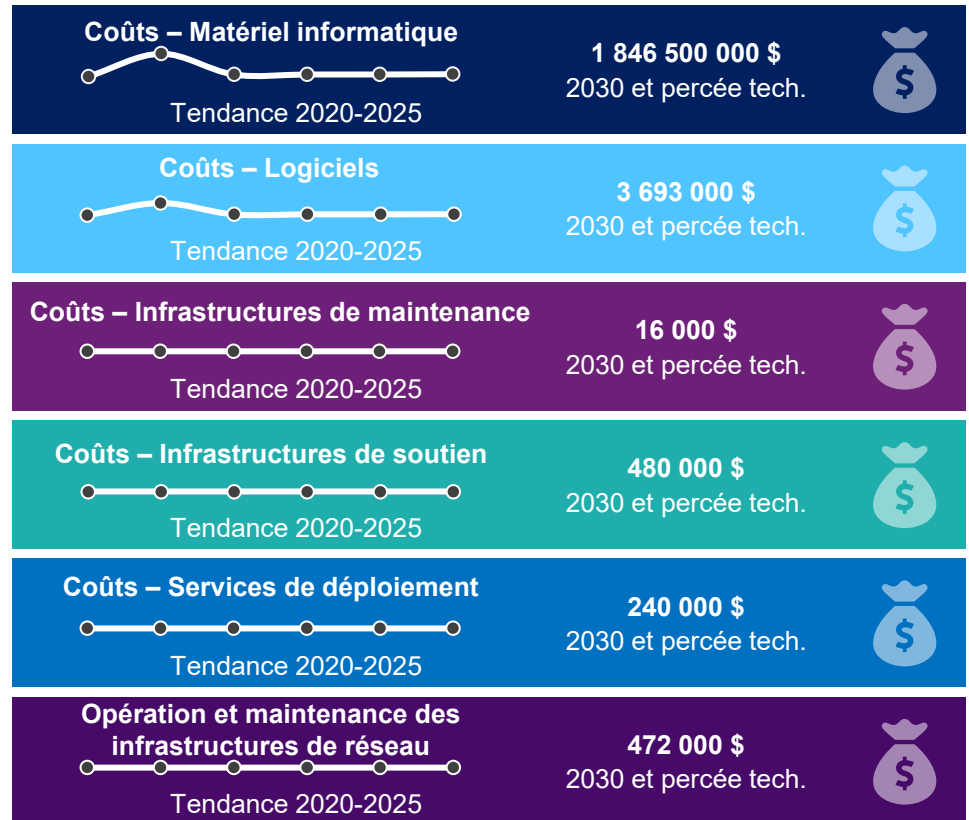 Coûts – Matériel informatique
Tendance 2020-2025
1 846 500 000 $
2030 et percée tech.
$
Coûts – Logiciels
Tendance 2020-2025
3 693 000 $
2030 et percée tech.
$
Coûts – Infrastructures de maintenance
Tendance 2020-2025
16 000 $
2030 et percée tech.
$
Coûts – Infrastructures de soutien
Tendance 2020-2025
480 000 $
2030 et percée tech.
$
Coûts – Services de déploiement
Tendance 2020-2025
240 000 $
2030 et percée tech.
$
Opération et maintenance des
infrastructures de réseau
Tendance 2020-2025
472 000 $
2030 et percée tech.
$